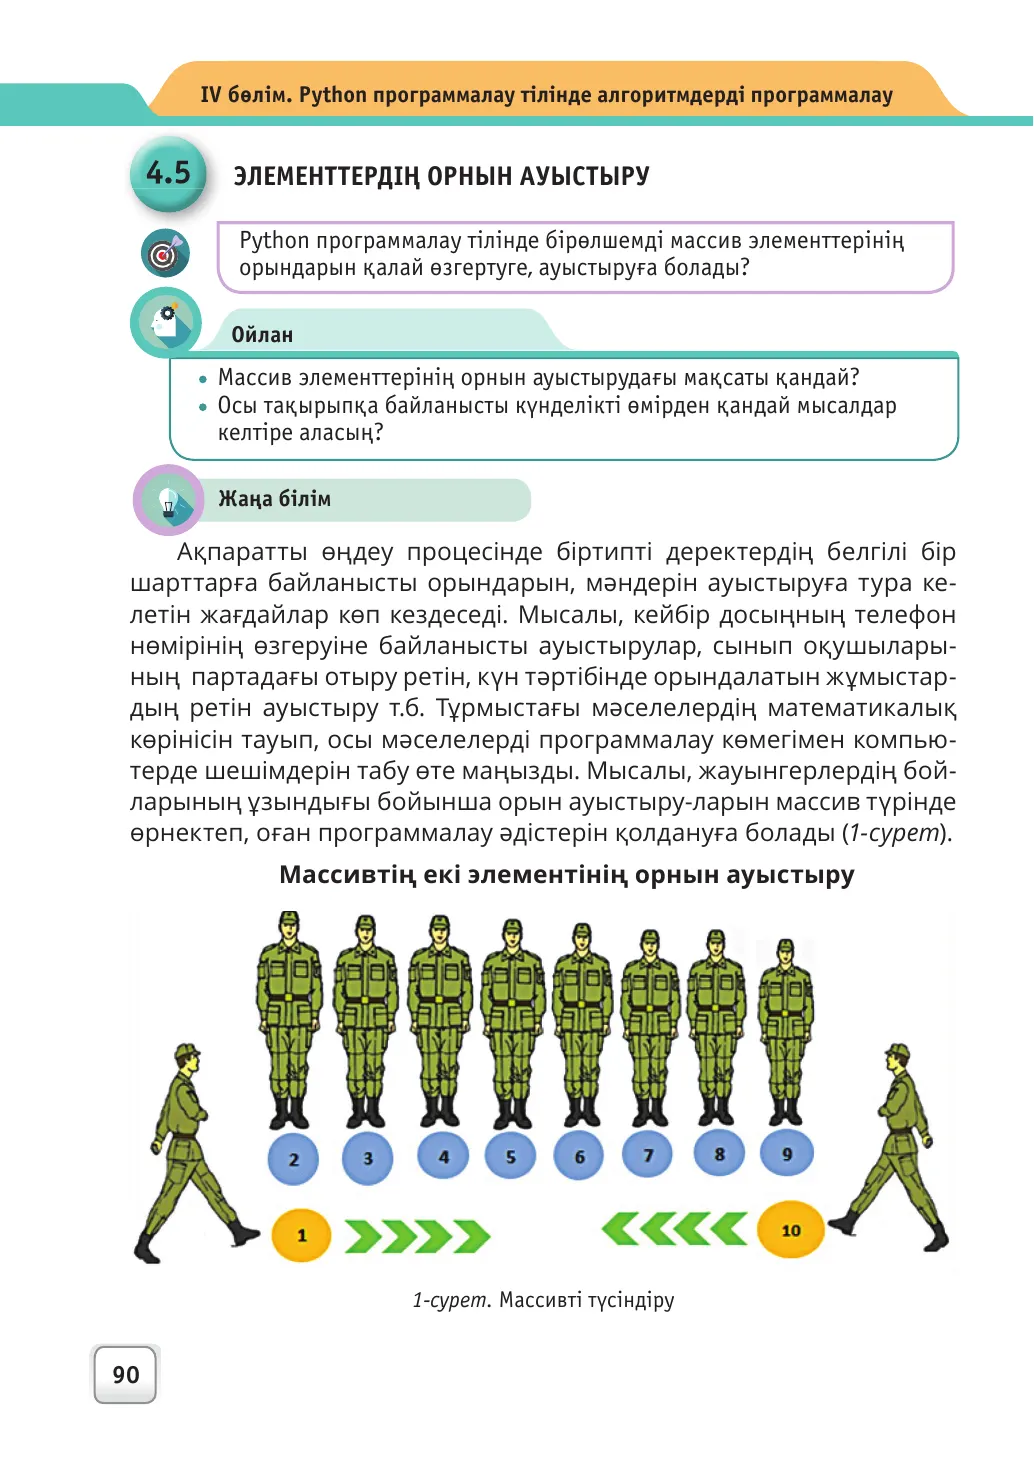 IV бөлім. Python программалау тілінде алгоритмдерді программалау
4.5
ЭЛЕМЕНТТЕРДІҢ ОРНЫН АУЫСТЫРУ
Python программалау тілінде бірөлшемді массив элементтерінің
орындарын қалай өзгертуге, ауыстыруға болады?
Ойлан
• Массив элементтерінің орнын ауыстырудағы мақсаты қандай?
• Осы тақырыпқа байланысты күнделікті өмірден қандай мысалдар
келтіре аласың?
Жаңа білім
Ақпаратты өңдеу процесінде біртипті деректердің белгілі бір
шарттарға байланысты орындарын, мәндерін ауыстыруға тура ке-
летін жағдайлар көп кездеседі. Мысалы, кейбір досыңның телефон
нөмірінің өзгеруіне байланысты ауыстырулар, сынып оқушылары-
ның партадағы отыру ретін, күн тәртібінде орындалатын жұмыстар-
дың ретін ауыстыру т.б. Тұрмыстағы мәселелердің математикалық
көрінісін тауып, осы мәселелерді программалау көмегімен компью-
терде шешімдерін табу өте маңызды. Мысалы, жауынгерлердің бой-
ларының ұзындығы бойынша орын ауыстыру-ларын массив түрінде
өрнектеп, оған программалау әдістерін қолдануға болады (1-сурет).
Массивтің екі элементінің орнын ауыстыру
2 3 4 5 6 7 8 9
1 10
1-сурет. Массивті түсіндіру
90